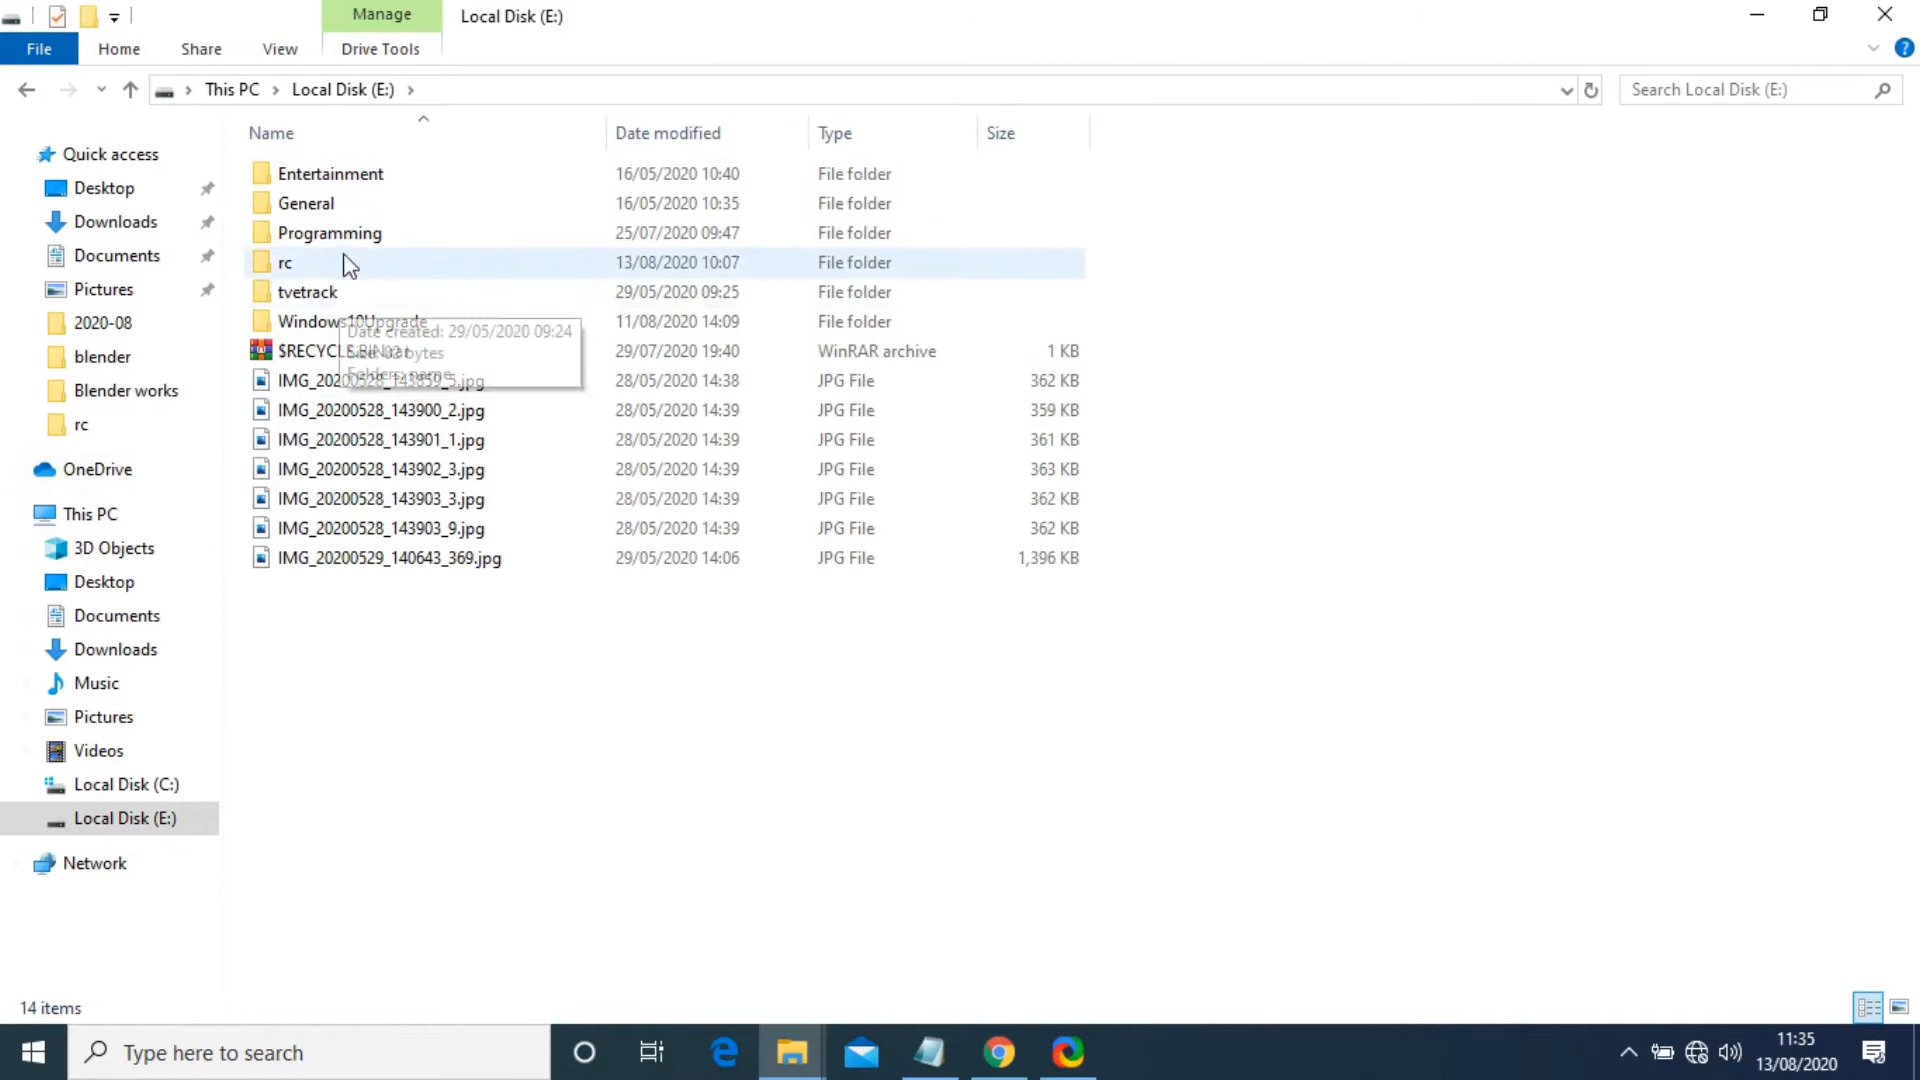 Manage
Local Disk (E:)
File
Home
Share
View
Drive Tools
This PC
Local Disk (E:)
Search Local Disk (E:)
Name
Date modified
Type
Size
Quick access
Desktop
Downloads
Documents
Pictures
2020-08
blender
Blender works
rc
OneDrive
This PC
3D Objects
Desktop
Documents
Downloads
Music
Pictures
Videos
Local Disk (C:)
Local Disk (E:)
Network
Entertainment 16/05/2020 10:40 File folder
General 16/05/2020 10:35 File folder
Programming 25/07/2020 09:47 File folder
rc 13/08/2020 10:07 File folder
tvetrack 29/05/2020 09:25 File folder
Windows10Upgrade 11/08/2020 14:09 File folder
$RECYCLE.BIN.rar 29/07/2020 19:40 WinRAR archive 1 KB
IMG_20200528_143859_5.jpg 28/05/2020 14:38 JPG File 362 KB
IMG_20200528_143900_2.jpg 28/05/2020 14:39 JPG File 359 KB
IMG_20200528_143901_1.jpg 28/05/2020 14:39 JPG File 361 KB
IMG_20200528_143902_3.jpg 28/05/2020 14:39 JPG File 363 KB
IMG_20200528_143903_3.jpg 28/05/2020 14:39 JPG File 362 KB
IMG_20200528_143903_9.jpg 28/05/2020 14:39 JPG File 362 KB
IMG_20200529_140643_369.jpg 29/05/2020 14:06 JPG File 1,396 KB
Date created: 29/05/2020 09:24
bytes
Folders: name
14 items
Type here to search
11:35
13/08/2020